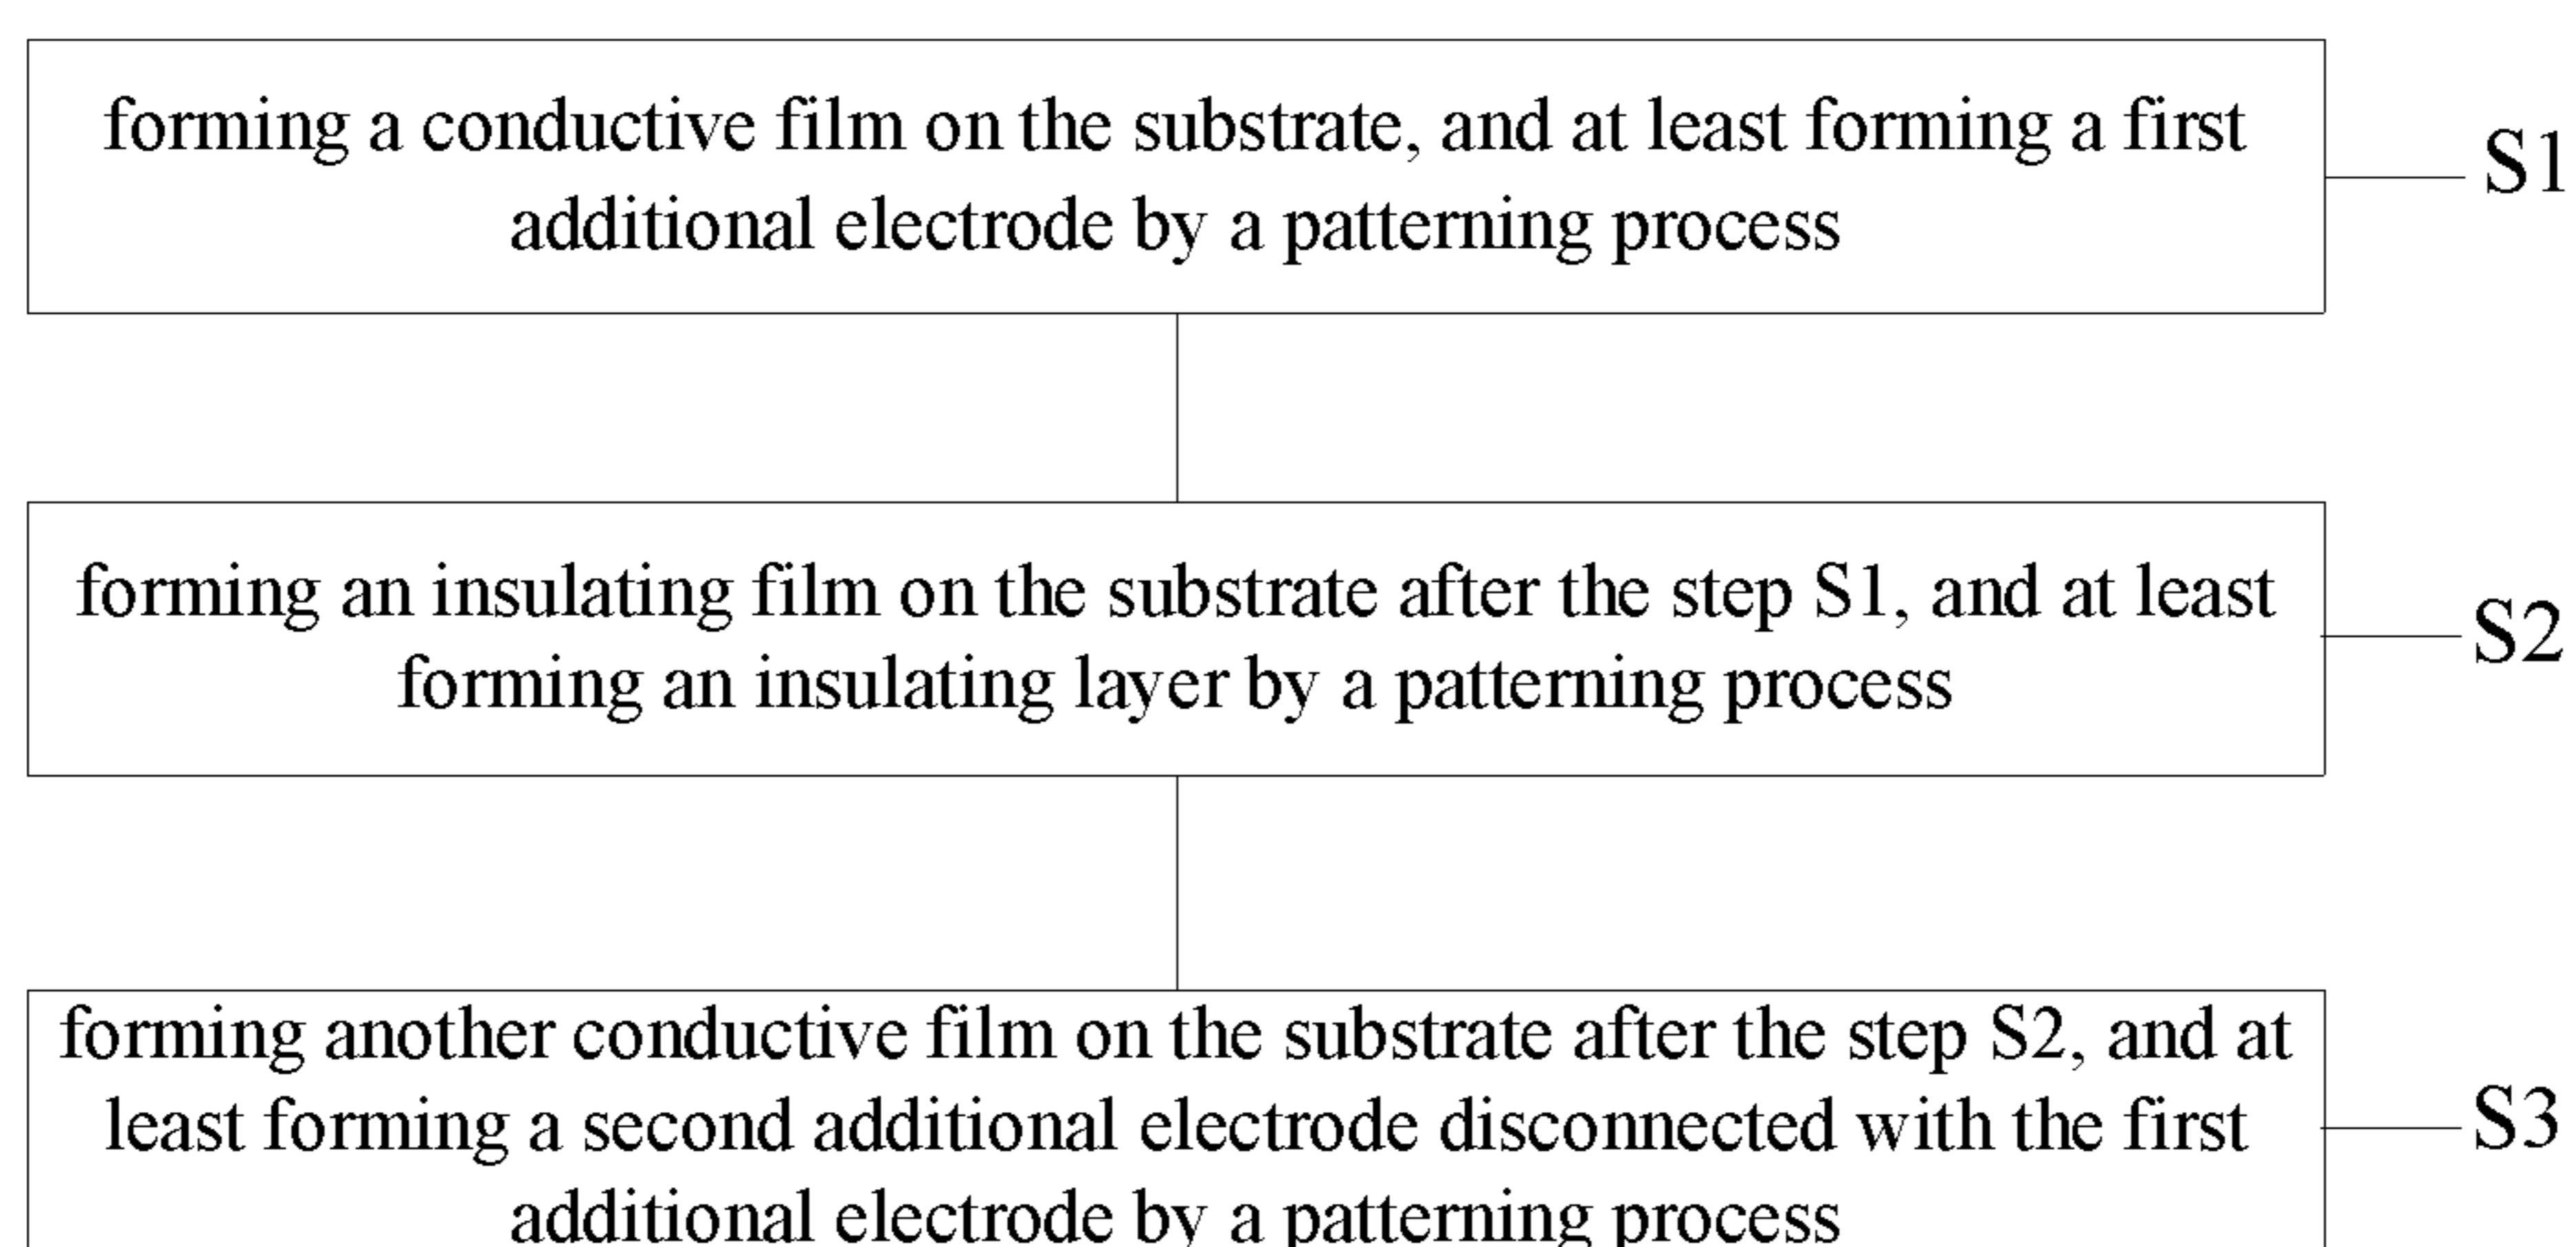 forming a conductive film on the substrate, and at least forming a first
additional electrode by a patterning process
S1
forming an insulating film on the substrate after the step S1, and at least
forming an insulating layer by a patterning process
S2
forming another conductive film on the substrate after the step S2, and at
least forming a second additional electrode disconnected with the first
additional electrode by a patterning process
S3